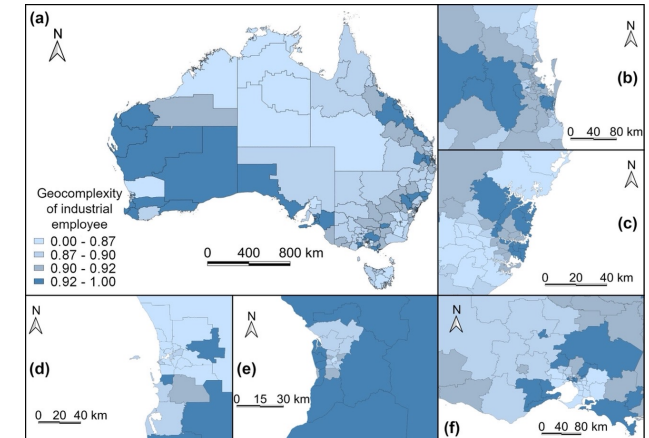 (a)
N
Geocomplexity
of industrial
employee
0.00 - 0.87
0.87 - 0.90
0.90 - 0.92
0.92 - 1.00
0 400 800 km
N
(b)
0 40 80 km
N
(c)
0 20 40 km
N
(d)
0 20 40 km
N
(e)
0 15 30 km
N
(f)
0 40 80 km